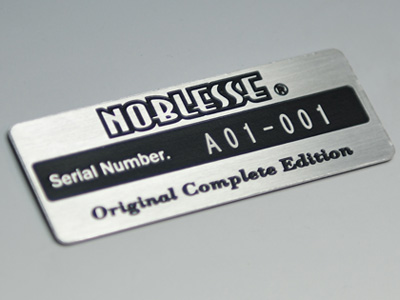 NOBLESSE ®
Serial Number. A01-001
Original Complete Edition